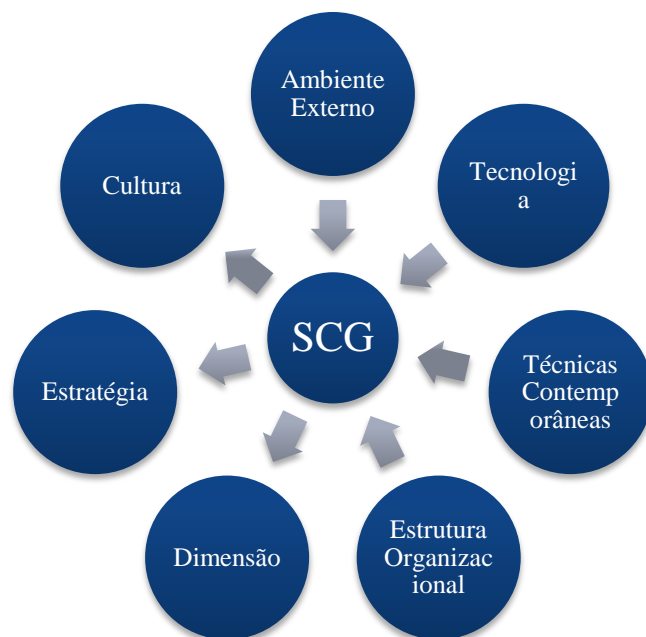 Ambiente
Externo
Tecnologi
a
Técnicas
Contemp
orâneas
Estrutura
Organizac
ional
Dimensão
Estratégia
Cultura
SCG